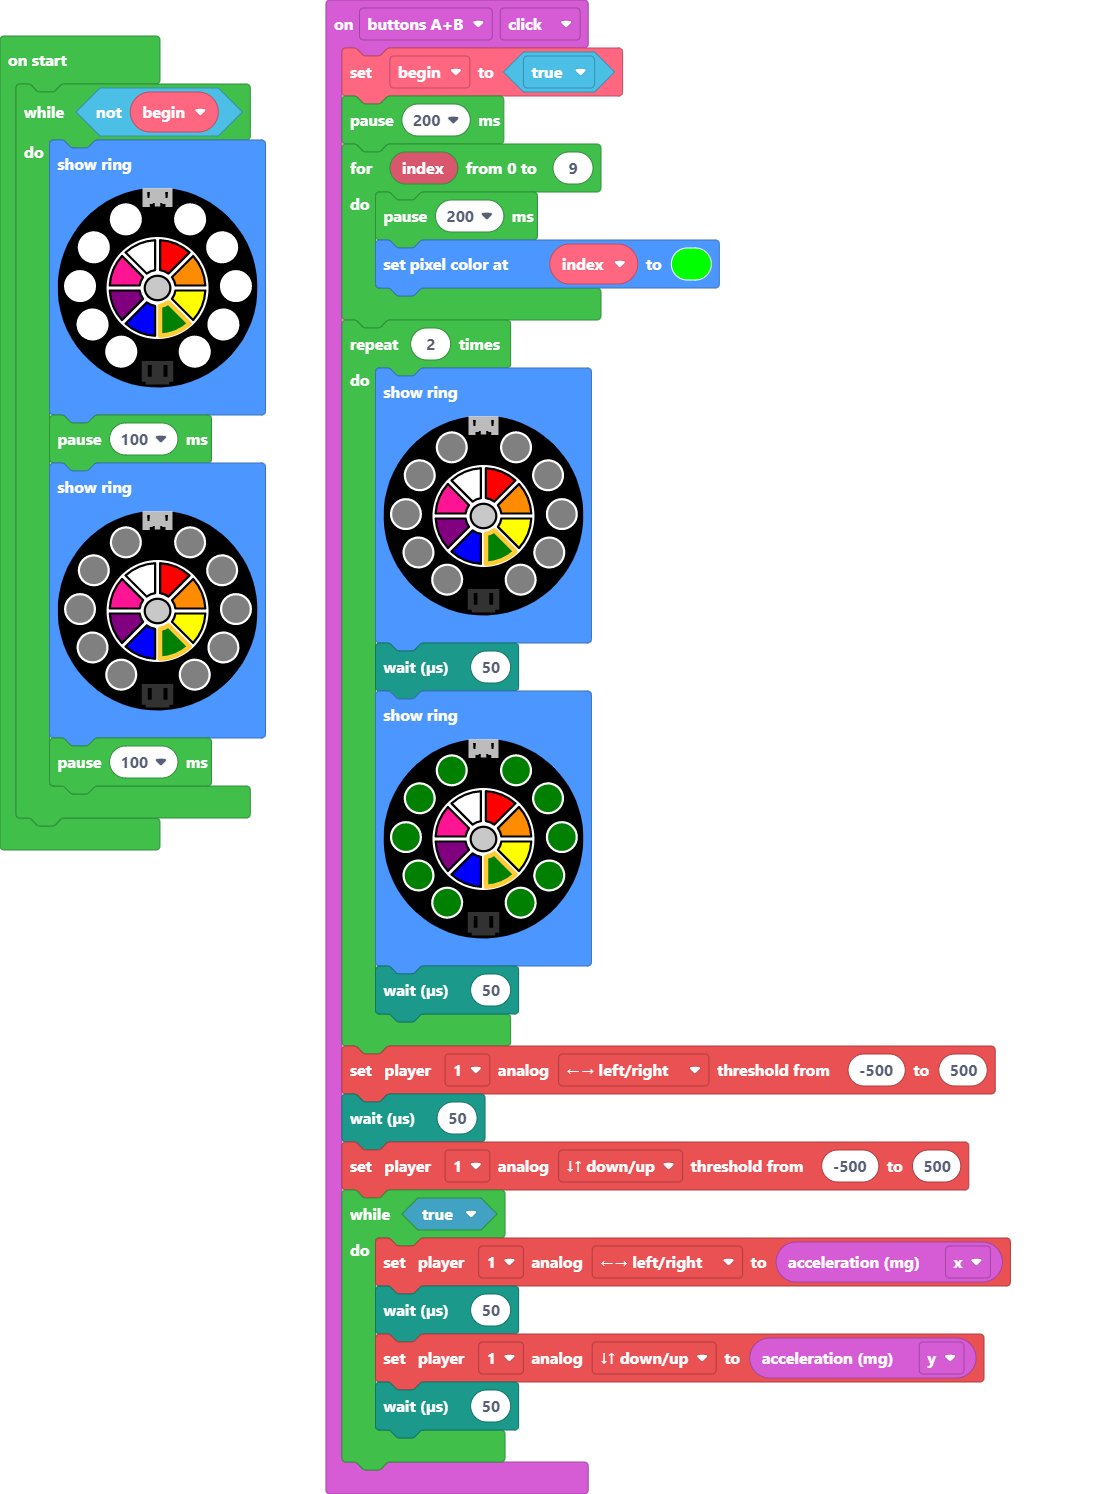 on start
while not begin
do
show ring
pause 100 ms
show ring
pause 100 ms
on buttons A+B click
set begin to true
pause 200 ms
for index from 0 to 9
do
pause 200 ms
set pixel color at index to
repeat 2 times
do
show ring
wait (µs) 50
show ring
wait (µs) 50
set player 1 analog ←→ left/right threshold from -500 to 500
wait (µs) 50
set player 1 analog ↓↑ down/up threshold from -500 to 500
while true
do
set player 1 analog ←→ left/right to acceleration (mg) x
wait (µs) 50
set player 1 analog ↓↑ down/up to acceleration (mg) y
wait (µs) 50